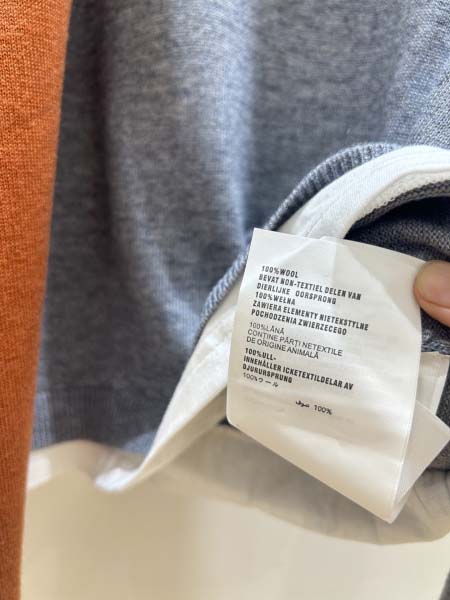 100%WOOL
BEVAT NON-TEXTIEL DELEN VAN
DIERLIJKE OORSPRONG
100%WEŁNA
ZAWIERA ELEMENTY NIETEKSTYLNE
POCHODZENIA ZWIERZECEGO
100%LÂNĂ
CONȚINE PĂRȚI NETEXTILE
DE ORIGINE ANIMALĂ
100%ULL-
INNEHÅLLER ICKETEXTILDELAR AV
DJURURSPRUNG
100%ウール
صوف 100%